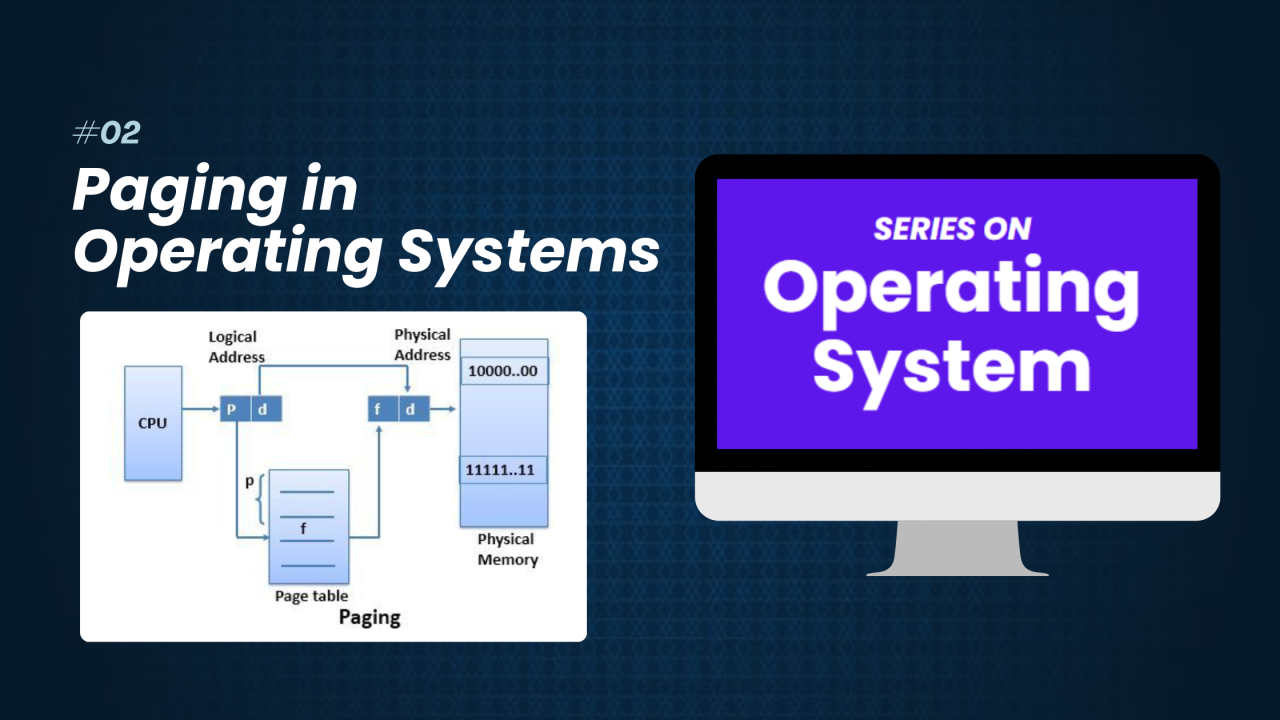 #02
Paging in
Operating Systems
Logical
Address
Physical
Address
CPU
P d
f d
10000..00
11111..11
p
f
Page table
Physical
Memory
Paging
SERIES ON
Operating
System